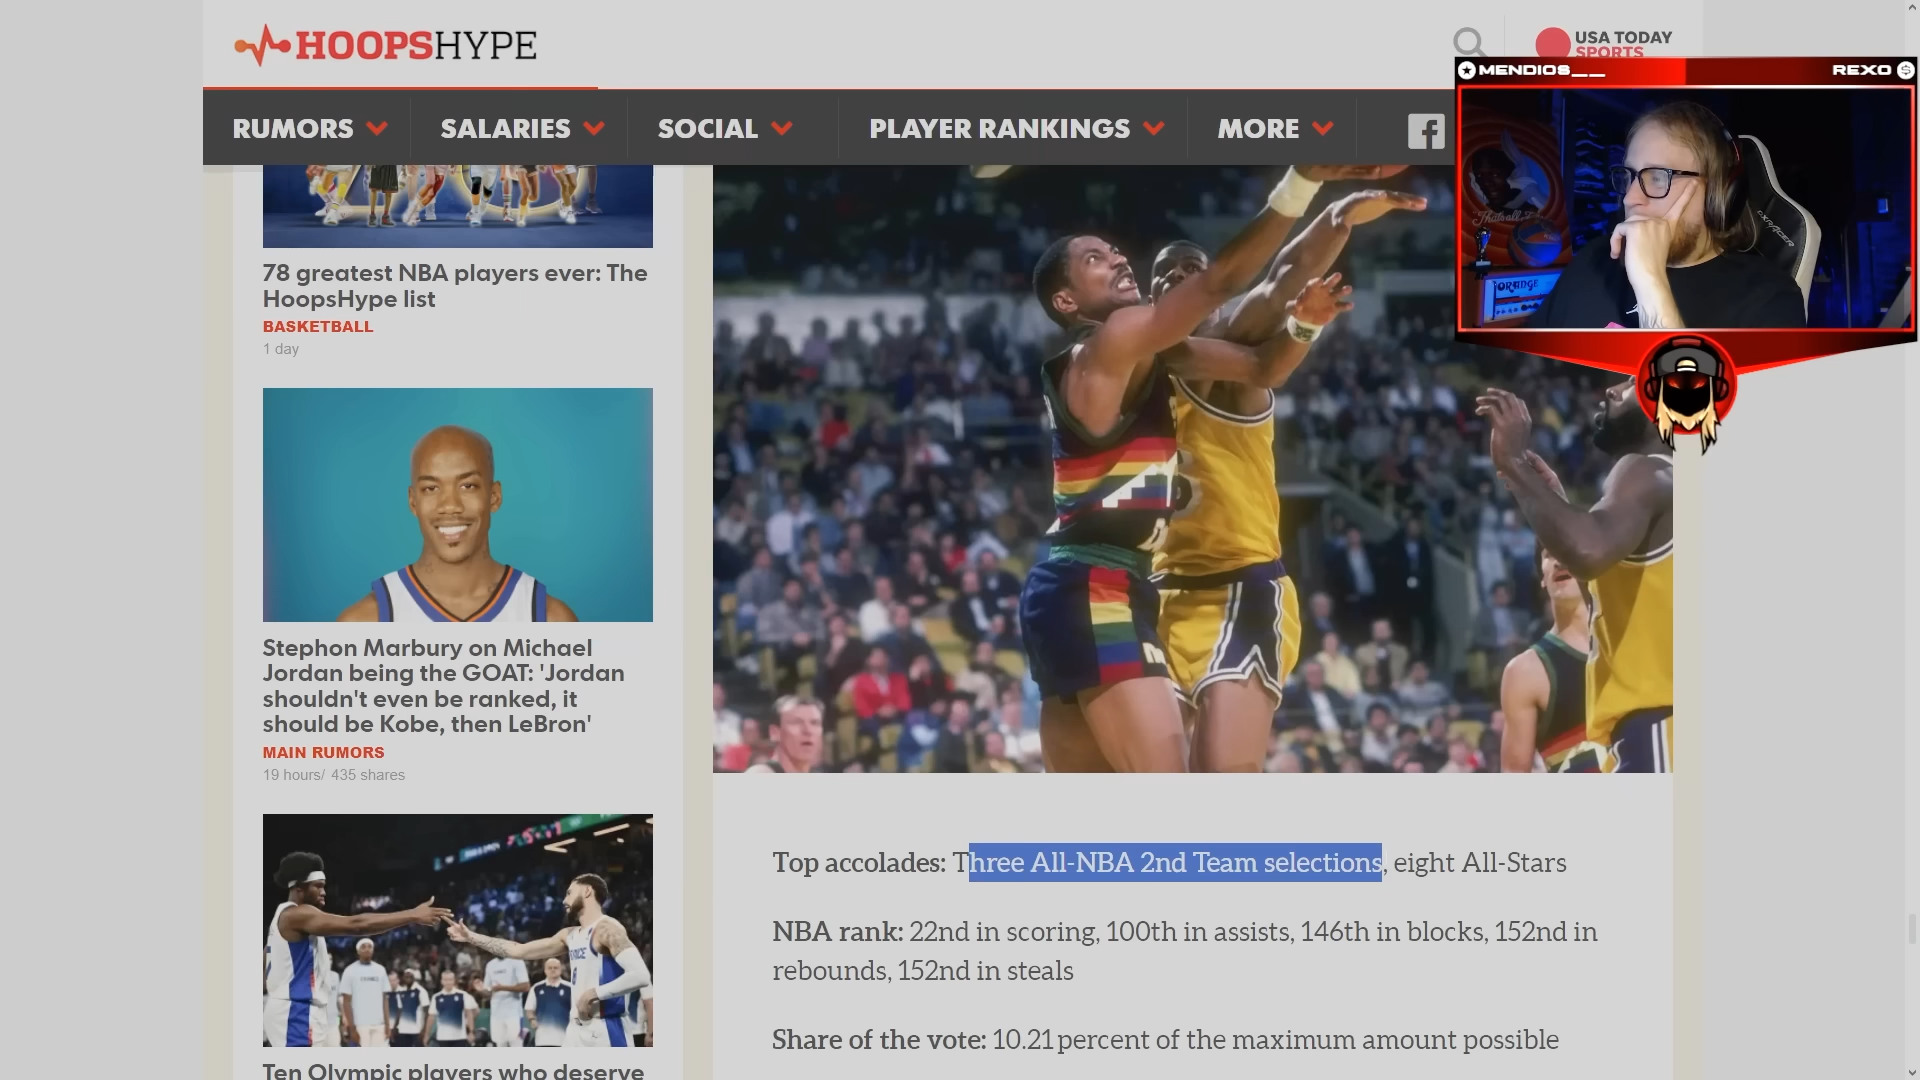 HOOPSHYPE
USA TODAY
SPORTS
MENDIOS__
REXO
RUMORS
SALARIES
SOCIAL
PLAYER RANKINGS
MORE
78 greatest NBA players ever: The
HoopsHype list
BASKETBALL
1 day
ORANGE
Stephon Marbury on Michael
Jordan being the GOAT: 'Jordan
shouldn't even be ranked, it
should be Kobe, then LeBron'
MAIN RUMORS
19 hours/ 435 shares
Ten Olympic players who deserve
Top accolades: Three All-NBA 2nd Team selections, eight All-Stars
NBA rank: 22nd in scoring, 100th in assists, 146th in blocks, 152nd in
rebounds, 152nd in steals
Share of the vote: 10.21 percent of the maximum amount possible